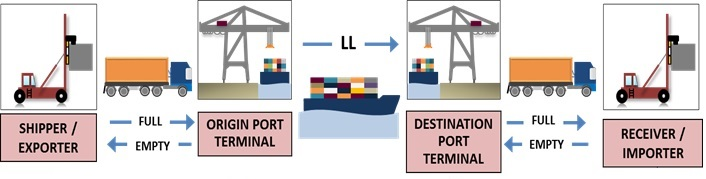 LL
SHIPPER /
EXPORTER
FULL
EMPTY
ORIGIN PORT
TERMINAL
DESTINATION
PORT
TERMINAL
FULL
EMPTY
RECEIVER /
IMPORTER